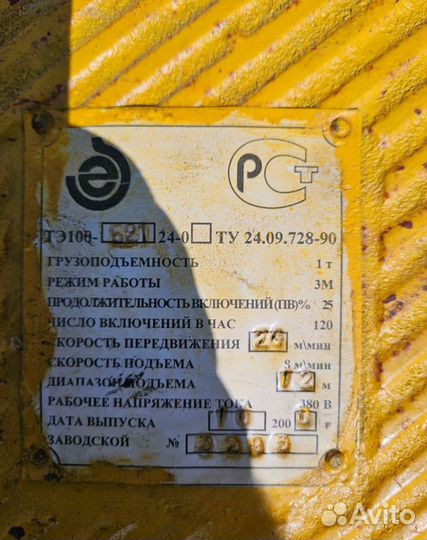 РСТ
ТЭ100-521 24-0 ТУ 24.09.728-90
ГРУЗОПОДЪЕМНОСТЬ 1 т
РЕЖИМ РАБОТЫ 3М
ПРОДОЛЖИТЕЛЬНОСТЬ ВКЛЮЧЕНИЙ (ПВ)% 25
ЧИСЛО ВКЛЮЧЕНИЙ В ЧАС 120
СКОРОСТЬ ПЕРЕДВИЖЕНИЯ м\мин
СКОРОСТЬ ПОДЪЕМА 8 м\мин
ДИАПАЗОН ПОДЪЕМА 12 м
РАБОЧЕЕ НАПРЯЖЕНИЕ ТОКА 380 В
ДАТА ВЫПУСКА 10 200 г
ЗАВОДСКОЙ №
Avito